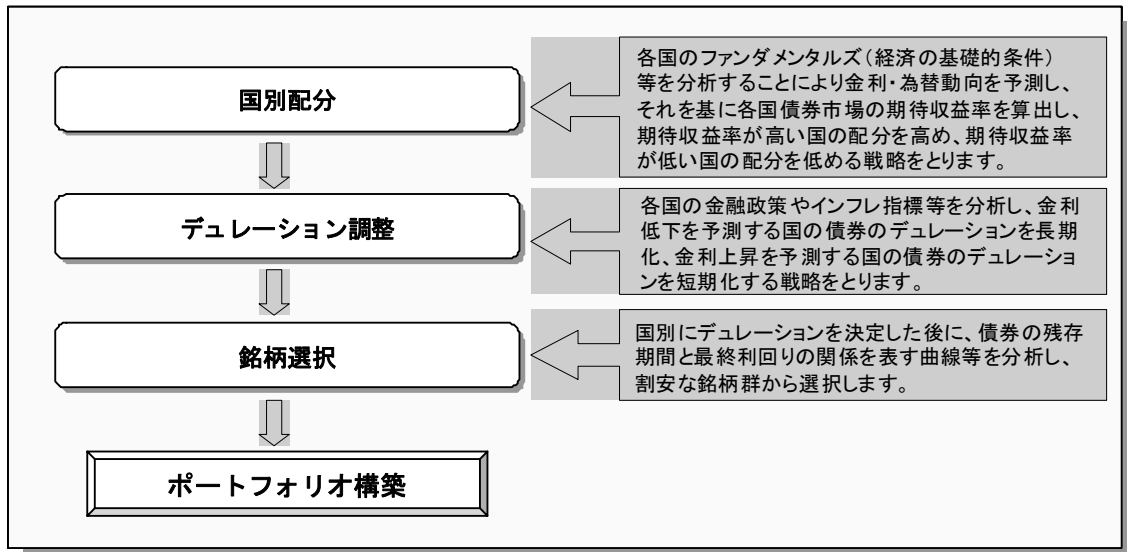 国別配分
各国のファンダメンタルズ（経済の基礎的条件）
等を分析することにより金利・為替動向を予測し、
それを基に各国債券市場の期待収益率を算出し、
期待収益率が高い国の配分を高め、期待収益率
が低い国の配分を低める戦略をとります。
デュレーション調整
各国の金融政策やインフレ指標等を分析し、金利
低下を予測する国の債券のデュレーションを長期
化、金利上昇を予測する国の債券のデュレーショ
ンを短期化する戦略をとります。
銘柄選択
国別にデュレーションを決定した後に、債券の残存
期間と最終利回りの関係を表す曲線等を分析し、
割安な銘柄群から選択します。
ポートフォリオ構築